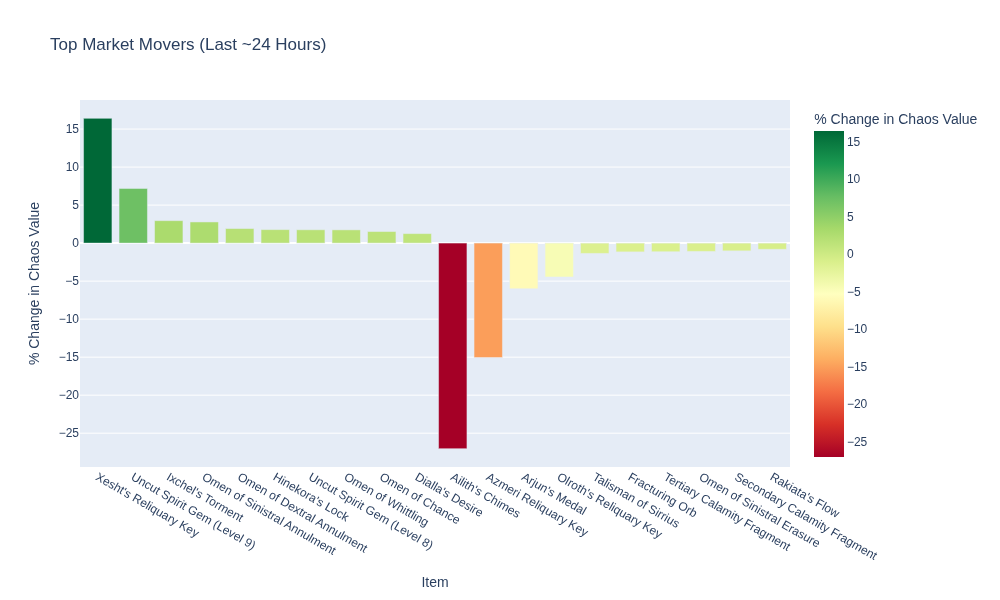 Top Market Movers (Last ~24 Hours)
% Change in Chaos Value
15
10
5
0
−5
−10
−15
−20
−25
Xesht's Reliquary Key
Uncut Spirit Gem (Level 9)
Ixchel's Torment
Omen of Sinistral Annulment
Omen of Dextral Annulment
Hinekora's Lock
Uncut Spirit Gem (Level 8)
Omen of Whittling
Omen of Chance
Dialla's Desire
Alith's Chimes
Azmeri Reliquary Key
Arjun's Medal
Olroth's Reliquary Key
Talisman of Sirrius
Fracturing Orb
Tertiary Calamity Fragment
Omen of Sinistral Erasure
Secondary Calamity Fragment
Rakiata's Flow
Item
% Change in Chaos Value
15
10
5
0
−5
−10
−15
−20
−25